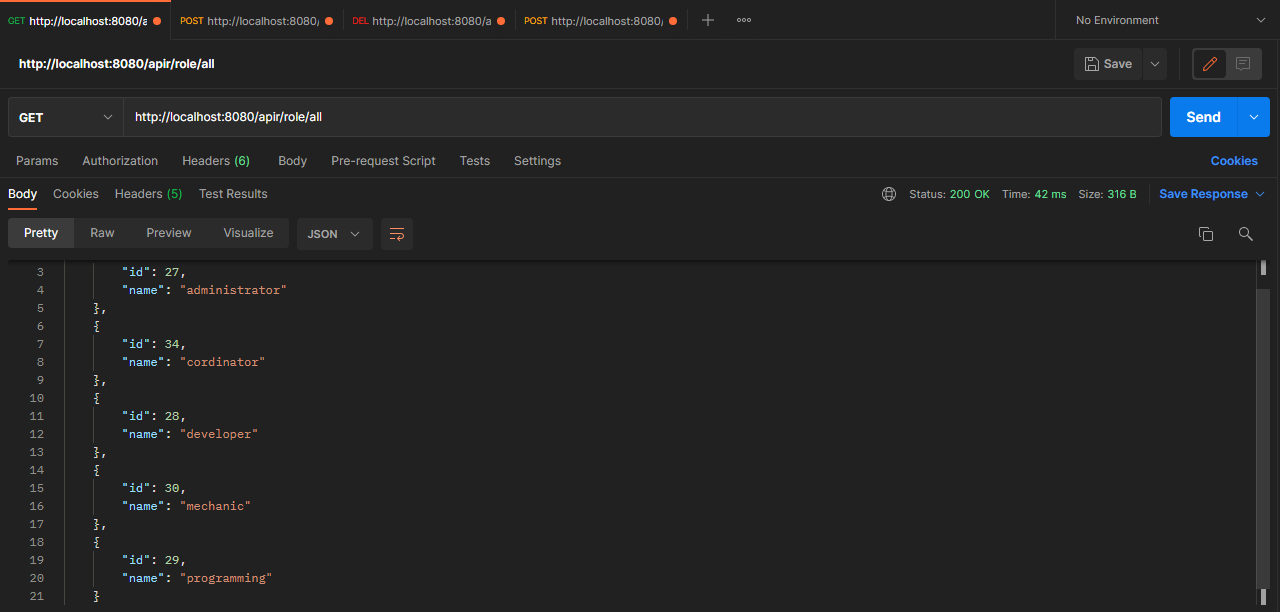 GET http://localhost:8080/a
POST http://localhost:8080/
DEL http://localhost:8080/a
POST http://localhost:8080/
No Environment
http://localhost:8080/apir/role/all
Save
GET
http://localhost:8080/apir/role/all
Send
Params Authorization Headers (6) Body Pre-request Script Tests Settings
Cookies
Body Cookies Headers (5) Test Results
Status: 200 OK Time: 42 ms Size: 316 B
Save Response
Pretty Raw Preview Visualize
JSON
3 "id": 27,
4 "name": "administrator"
5 },
6 {
7 "id": 34,
8 "name": "cordinator"
9 },
10 {
11 "id": 28,
12 "name": "developer"
13 },
14 {
15 "id": 30,
16 "name": "mechanic"
17 },
18 {
19 "id": 29,
20 "name": "programming"
21 }